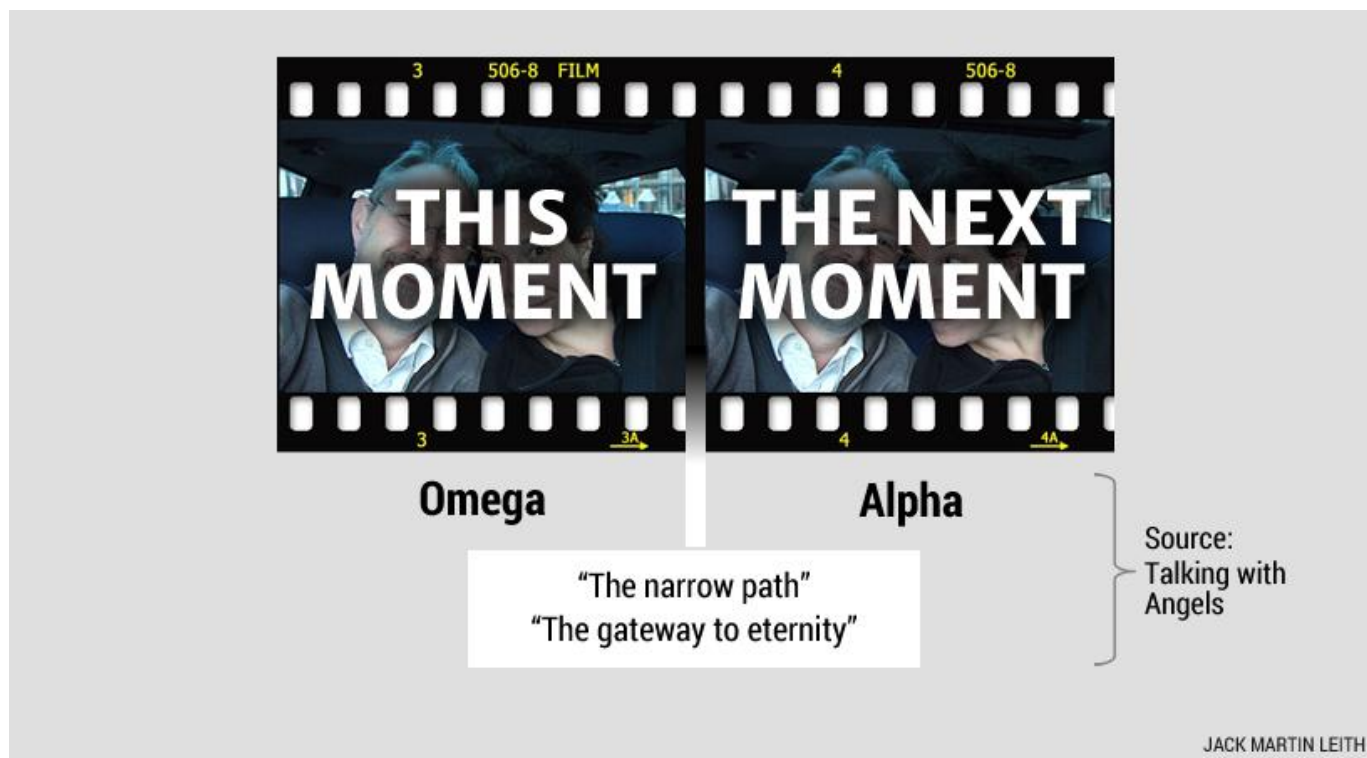 3 506-8 FILM 4 506-8
THIS
MOMENT
THE NEXT
MOMENT
3 3A 4 4A
Omega
Alpha
“The narrow path”
“The gateway to eternity”
Source:
Talking with
Angels
JACK MARTIN LEITH